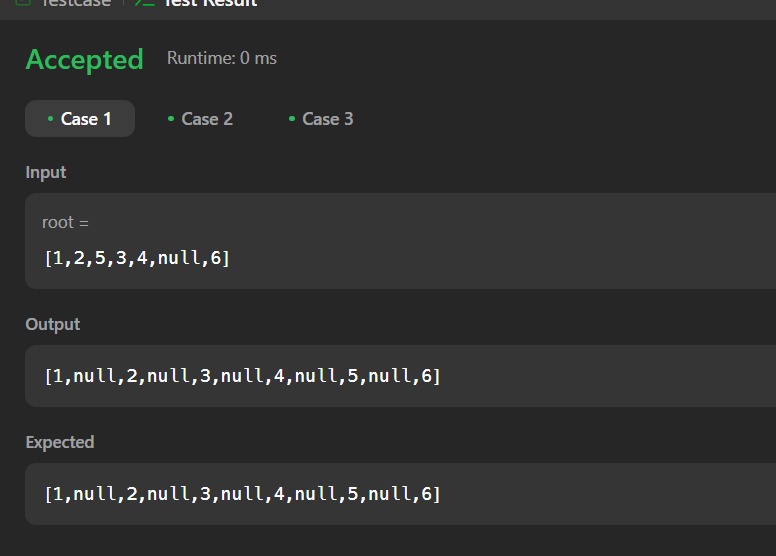 Testcase Test Result
Accepted Runtime: 0 ms
Case 1 Case 2 Case 3
Input
root =
[1,2,5,3,4,null,6]
Output
[1,null,2,null,3,null,4,null,5,null,6]
Expected
[1,null,2,null,3,null,4,null,5,null,6]